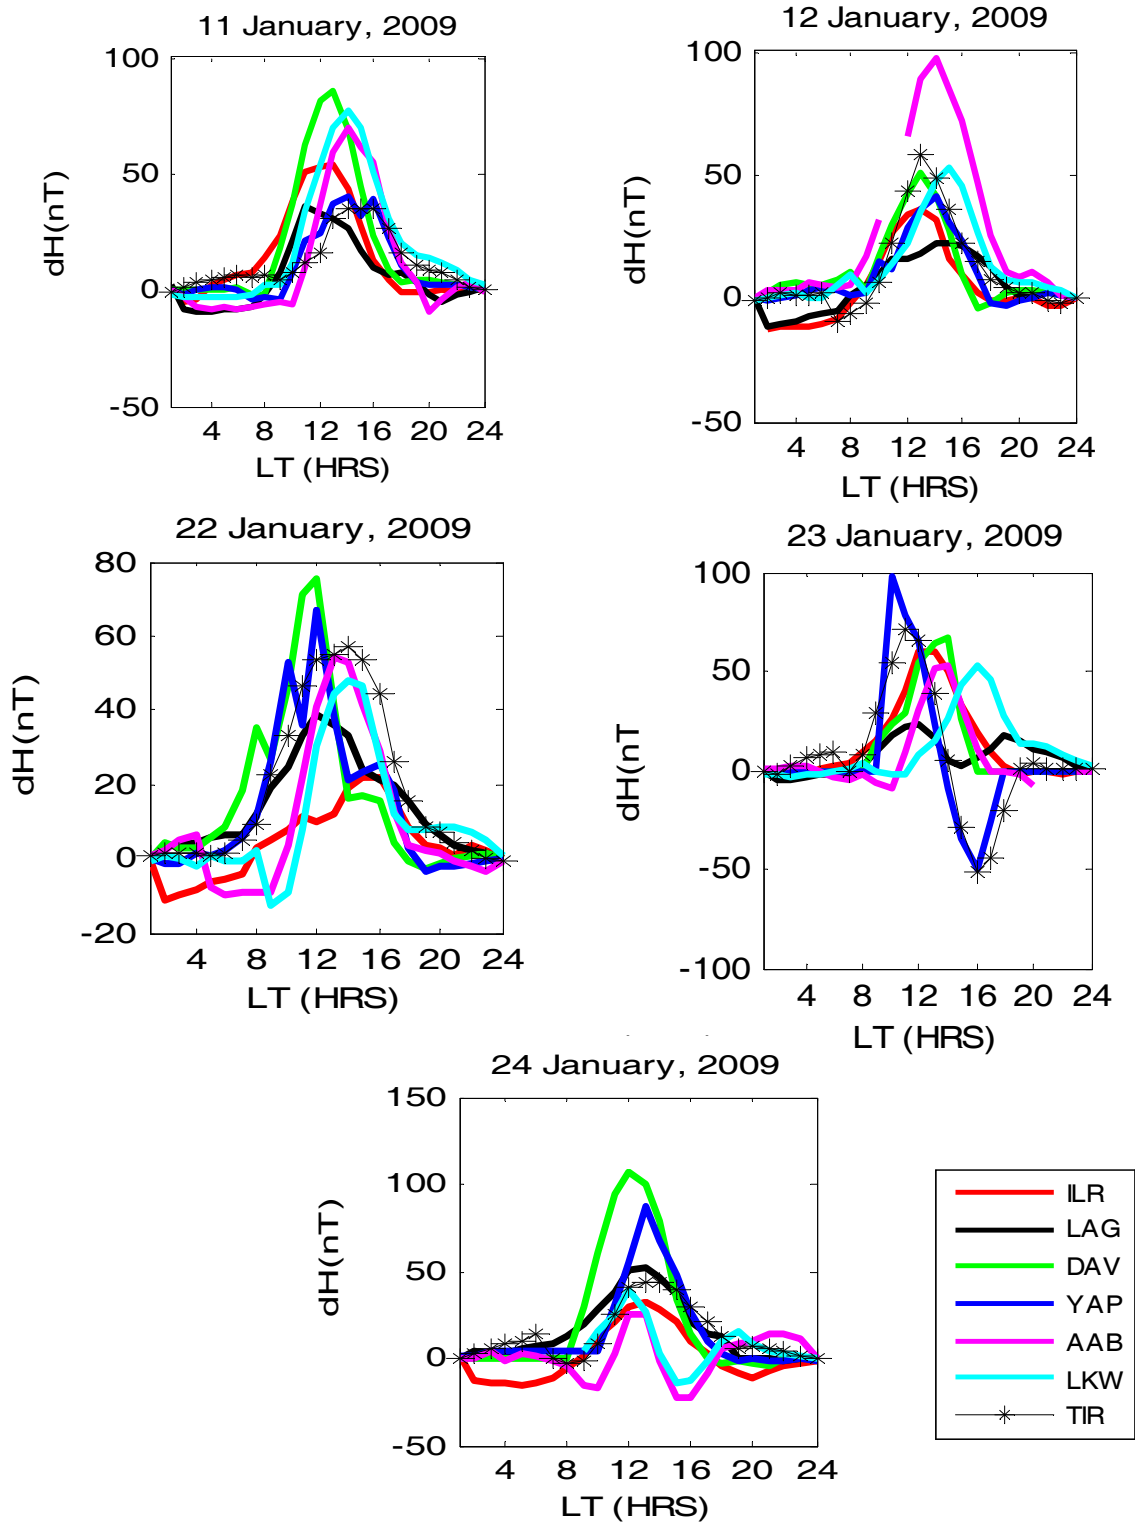 11 January, 2009
100
50
0
-50
dH(nT)
4 8 12 16 20 24
LT (HRS)
12 January, 2009
100
50
0
-50
dH(nT)
4 8 12 16 20 24
LT (HRS)
22 January, 2009
80
60
40
20
0
-20
dH(nT)
4 8 12 16 20 24
LT (HRS)
23 January, 2009
100
50
0
-50
-100
dH(nT
4 8 12 16 20 24
LT (HRS)
24 January, 2009
150
100
50
0
-50
dH(nT)
4 8 12 16 20 24
LT (HRS)
ILR
LAG
DAV
YAP
AAB
LKW
TIR